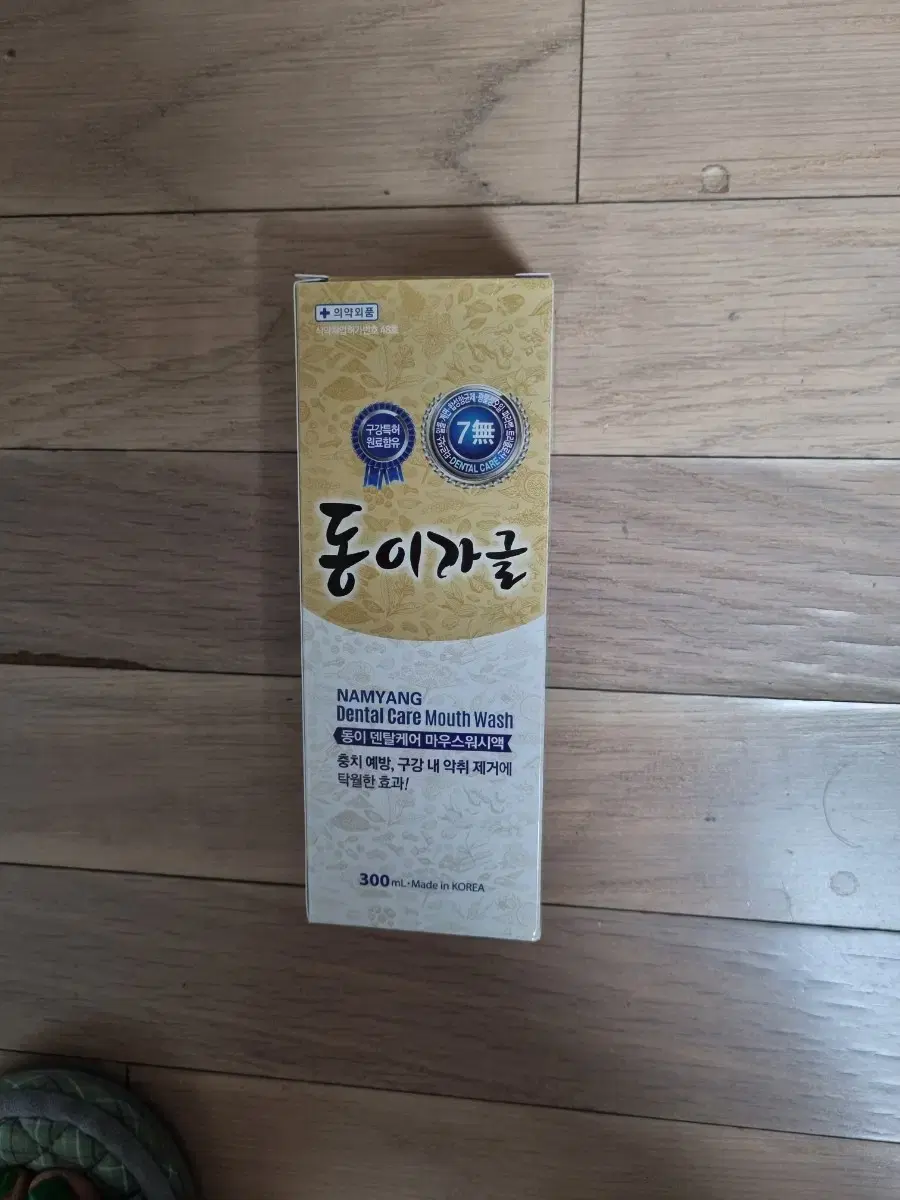 의약외품
구강특허
원료함유
7無
DENTAL CARE
동이가글
NAMYANG
Dental Care Mouth Wash
동이 덴탈케어 마우스워시액
충치 예방, 구강 내 악취 제거에
탁월한 효과!
300mL·Made in KOREA